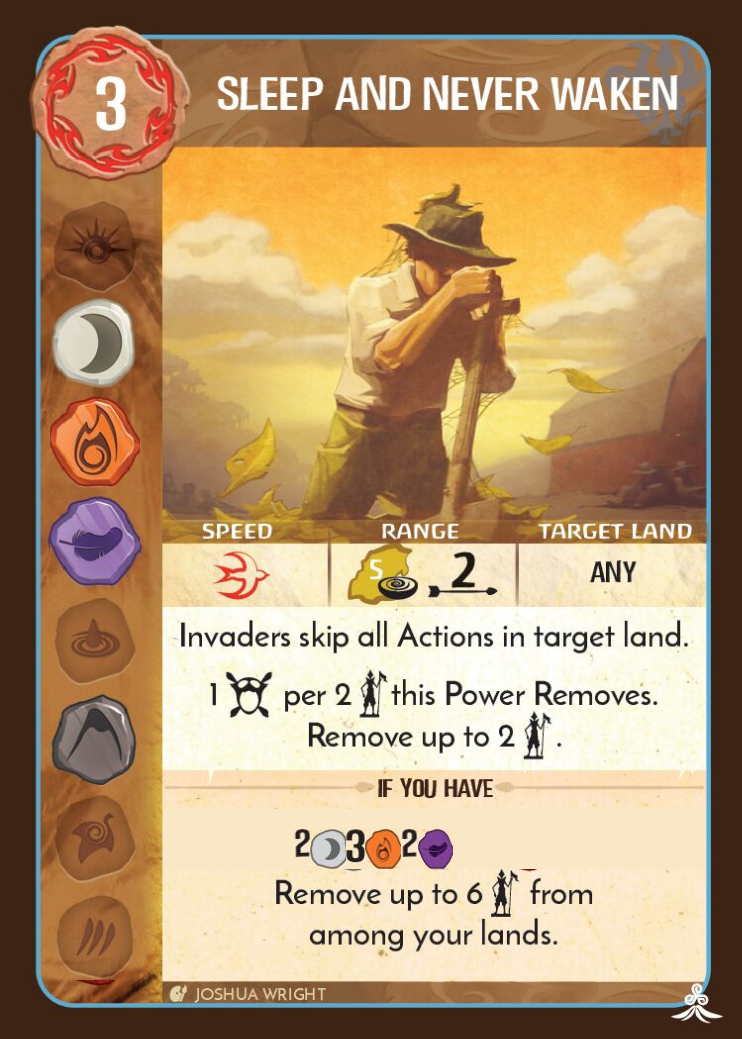 3
SLEEP AND NEVER WAKEN
SPEED RANGE TARGET LAND
S 2 ANY
Invaders skip all Actions in target land.
1 per 2 this Power Removes.
Remove up to 2 .
IF YOU HAVE
2 3 2
Remove up to 6 from
among your lands.
JOSHUA WRIGHT